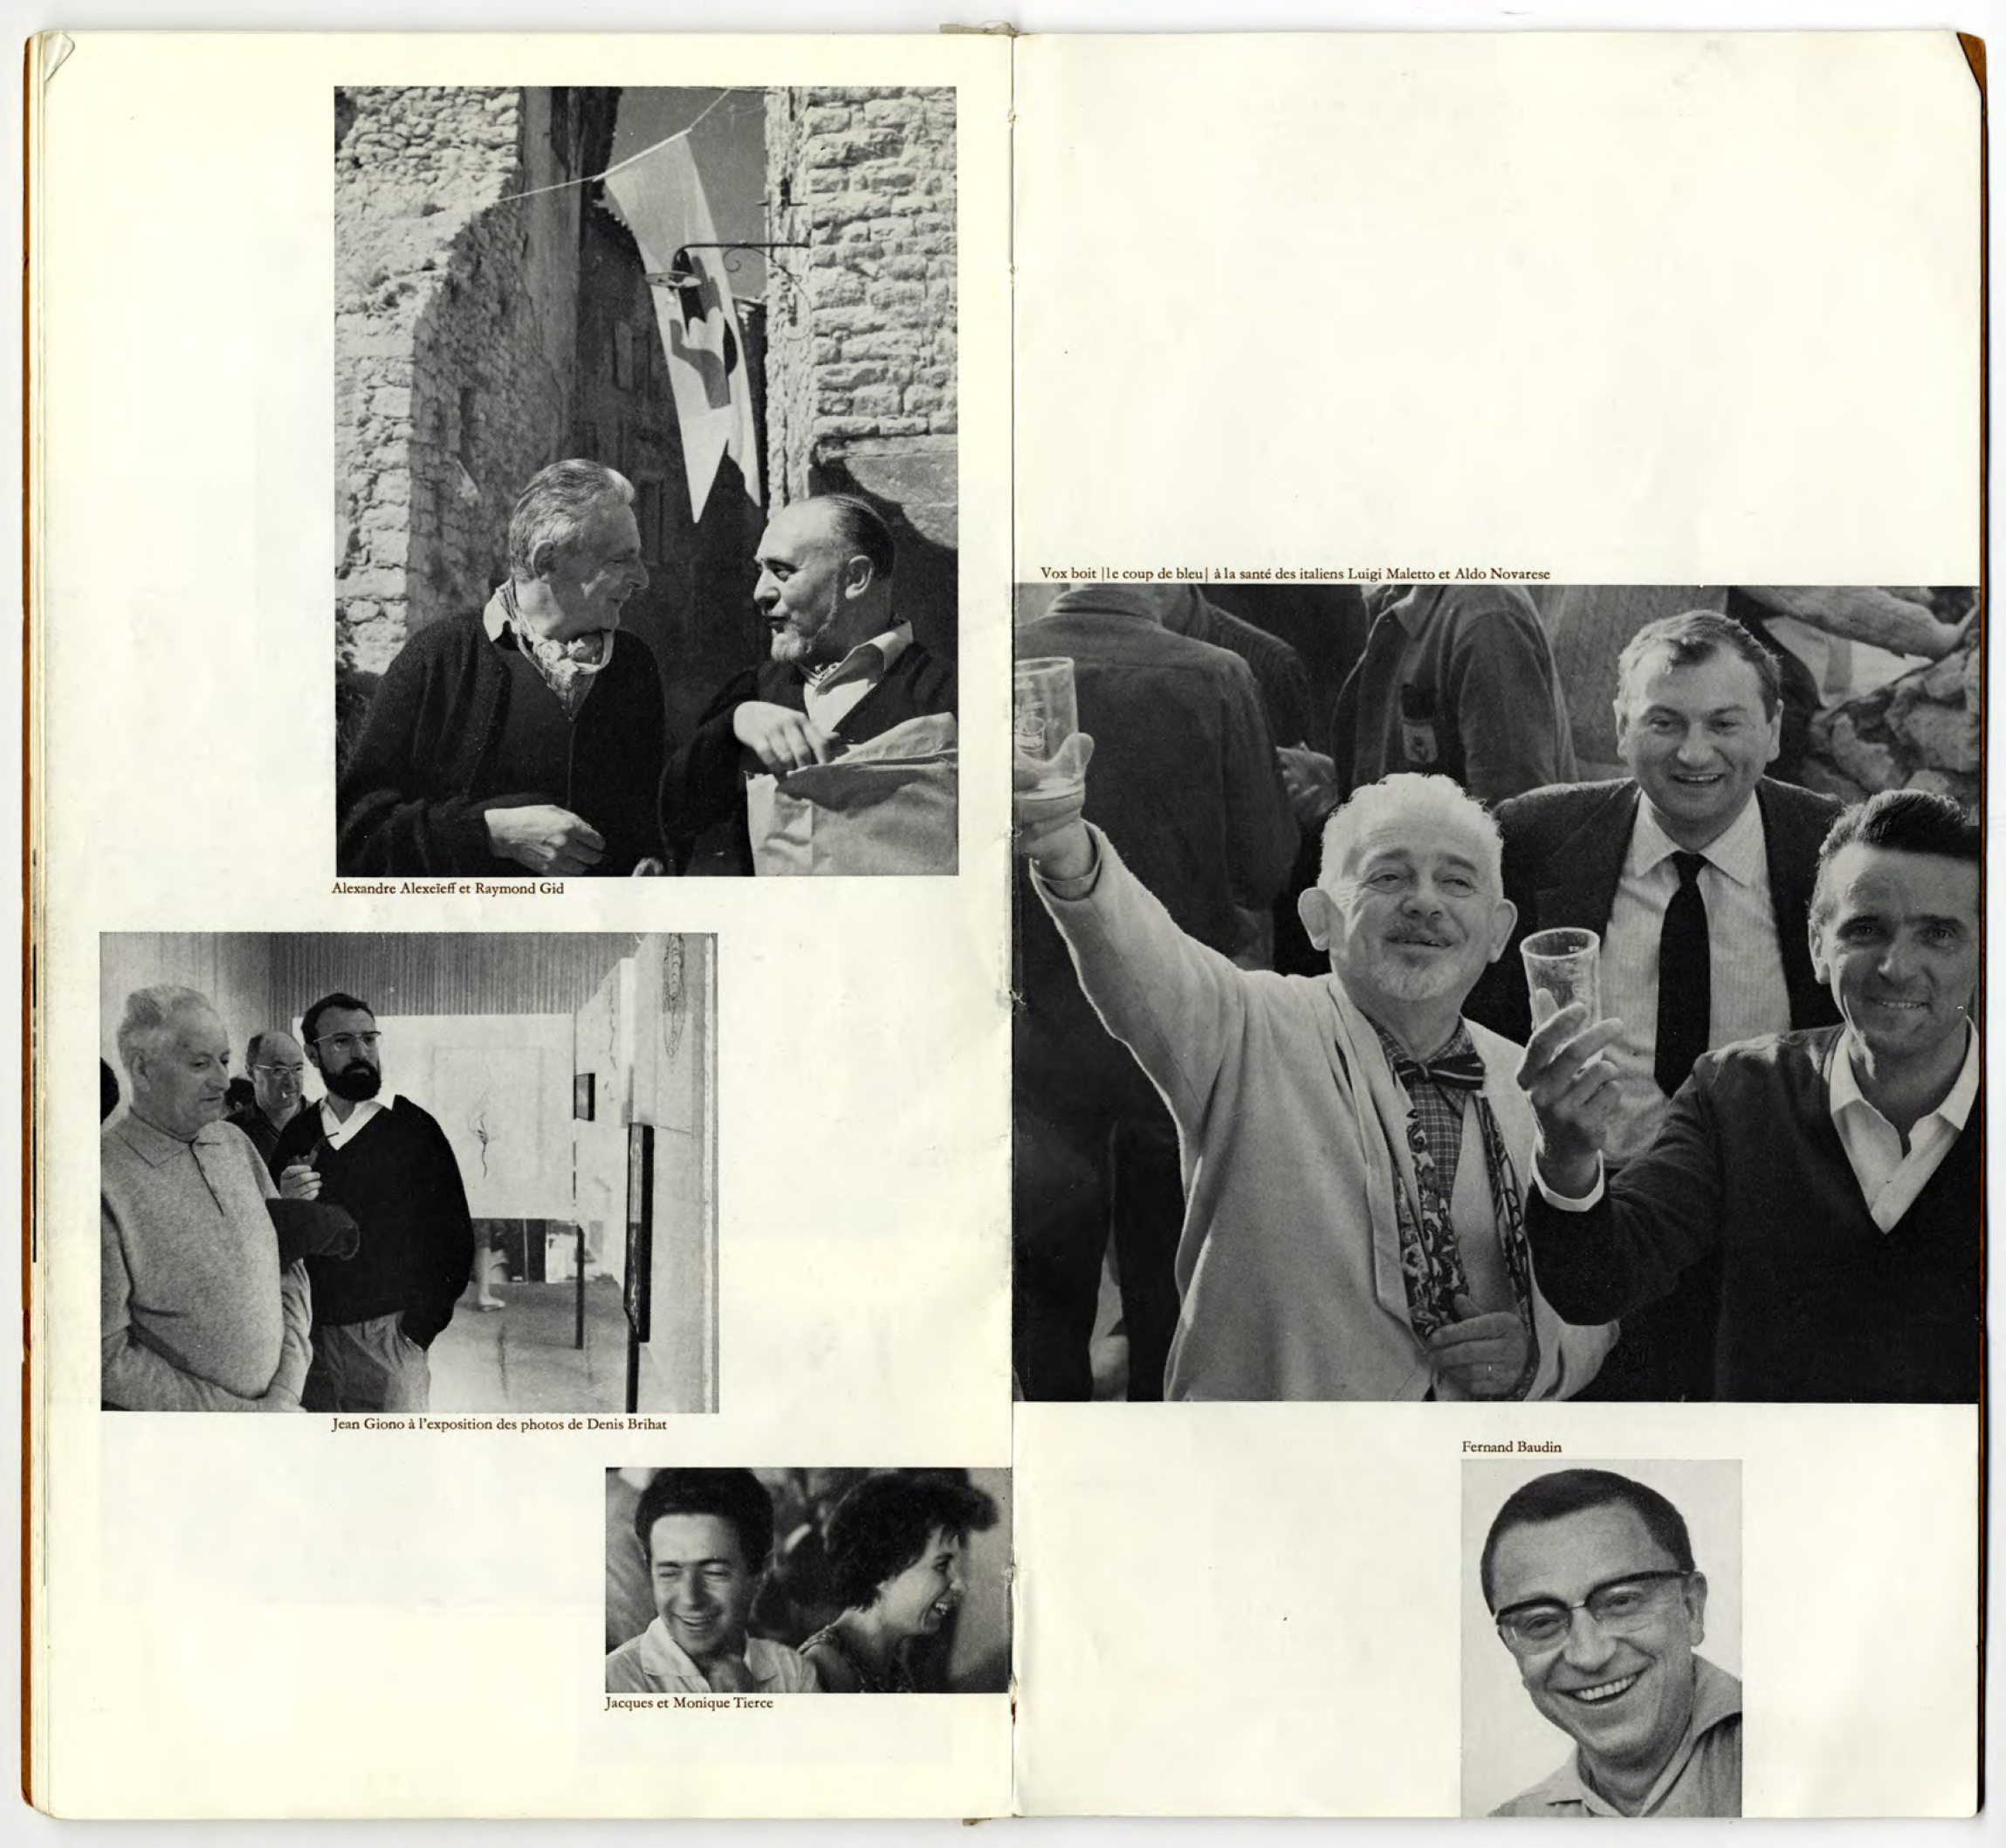 Alexandre Alexeïeff et Raymond Gid
Jean Giono à l'exposition des photos de Denis Brihat
Jacques et Monique Tierce
Vox boit |le coup de bleu| à la santé des italiens Luigi Maletto et Aldo Novarese
Fernand Baudin